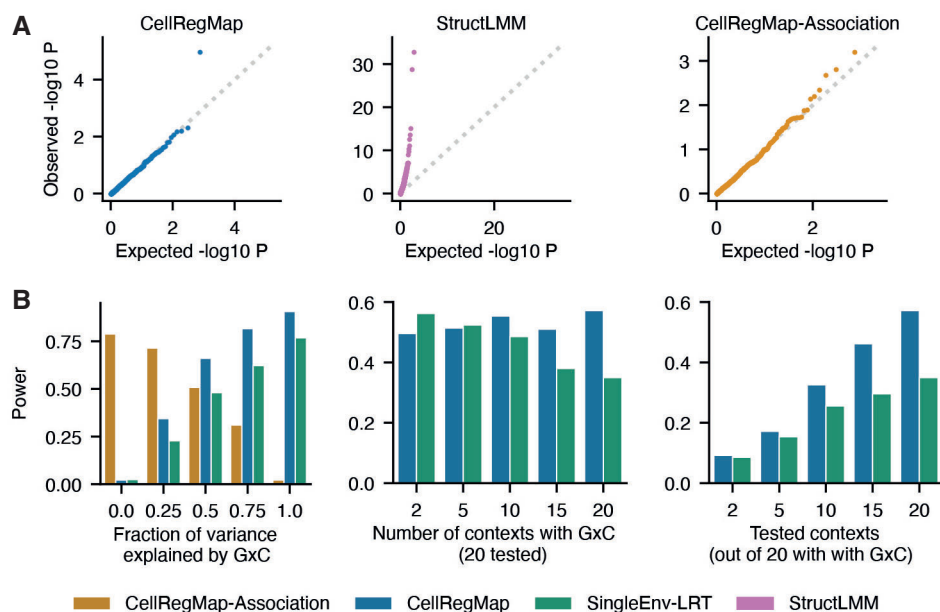 A
CellRegMap
StructLMM
CellRegMap-Association
Observed -log10 P
4
2
0
0 2 4
Expected -log10 P
30
20
10
0
0 20
Expected -log10 P
3
2
1
0
0 2
Expected -log10 P
B
Power
0.75
0.50
0.25
0.00
0.0 0.25 0.5 0.75 1.0
Fraction of variance
explained by GxC
0.6
0.4
0.2
0.0
2 5 10 15 20
Number of contexts with GxC
(20 tested)
0.6
0.4
0.2
0.0
2 5 10 15 20
Tested contexts
(out of 20 with with GxC)
CellRegMap-Association CellRegMap SingleEnv-LRT StructLMM